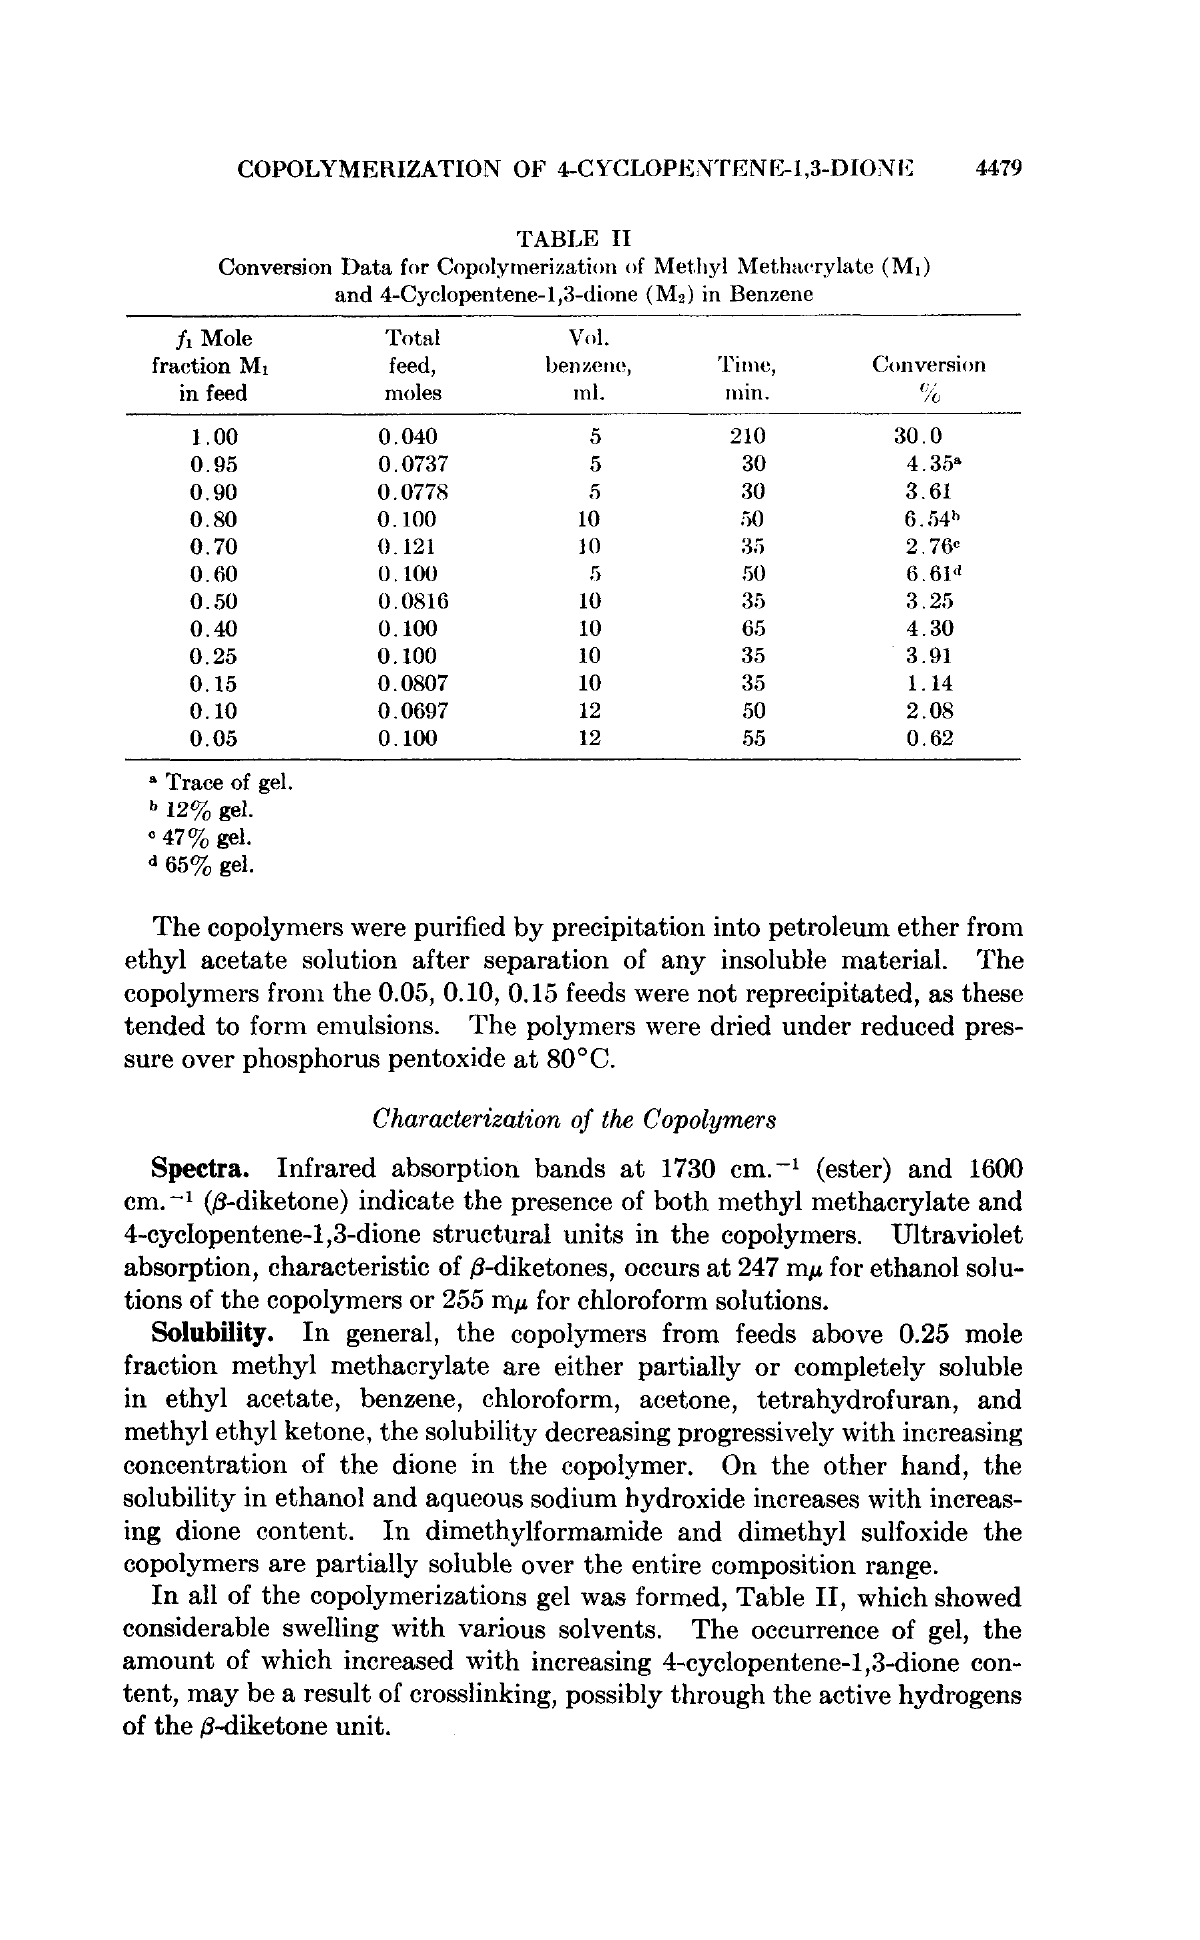 COPOLYMERIZATION OF 4-CYCLOPENTENE-1,3-DIONE 4479
TABLE II
Conversion Data for Copolymerization of Methyl Methacrylate (M₁)
and 4-Cyclopentene-1,3-dione (M₂) in Benzene
f₁ Mole Total Vol.
fraction M₁ feed, benzene, Time, Conversion
in feed moles ml. min. %
1.00 0.040 5 210 30.0
0.95 0.0737 5 30 4.35ᵃ
0.90 0.0778 5 30 3.61
0.80 0.100 10 50 6.54ᵇ
0.70 0.121 10 35 2.76ᶜ
0.60 0.100 5 50 6.61ᵈ
0.50 0.0816 10 35 3.25
0.40 0.100 10 65 4.30
0.25 0.100 10 35 3.91
0.15 0.0807 10 35 1.14
0.10 0.0697 12 50 2.08
0.05 0.100 12 55 0.62
ᵃ Trace of gel.
ᵇ 12% gel.
ᶜ 47% gel.
ᵈ 65% gel.
The copolymers were purified by precipitation into petroleum ether from
ethyl acetate solution after separation of any insoluble material. The
copolymers from the 0.05, 0.10, 0.15 feeds were not reprecipitated, as these
tended to form emulsions. The polymers were dried under reduced pres-
sure over phosphorus pentoxide at 80°C.
Characterization of the Copolymers
Spectra. Infrared absorption bands at 1730 cm.⁻¹ (ester) and 1600
cm.⁻¹ (β-diketone) indicate the presence of both methyl methacrylate and
4-cyclopentene-1,3-dione structural units in the copolymers. Ultraviolet
absorption, characteristic of β-diketones, occurs at 247 mμ for ethanol solu-
tions of the copolymers or 255 mμ for chloroform solutions.
Solubility. In general, the copolymers from feeds above 0.25 mole
fraction methyl methacrylate are either partially or completely soluble
in ethyl acetate, benzene, chloroform, acetone, tetrahydrofuran, and
methyl ethyl ketone, the solubility decreasing progressively with increasing
concentration of the dione in the copolymer. On the other hand, the
solubility in ethanol and aqueous sodium hydroxide increases with increas-
ing dione content. In dimethylformamide and dimethyl sulfoxide the
copolymers are partially soluble over the entire composition range.
In all of the copolymerizations gel was formed, Table II, which showed
considerable swelling with various solvents. The occurrence of gel, the
amount of which increased with increasing 4-cyclopentene-1,3-dione con-
tent, may be a result of crosslinking, possibly through the active hydrogens
of the β-diketone unit.